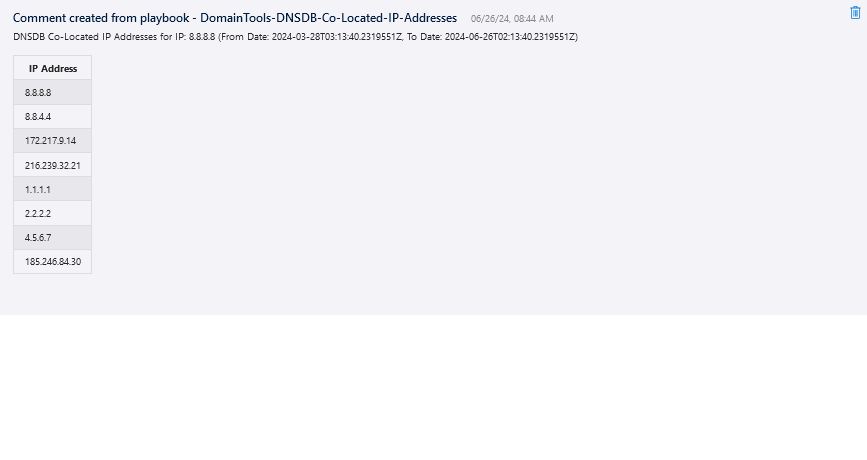 Comment created from playbook - DomainTools-DNSDB-Co-Located-IP-Addresses 06/26/24, 08:44 AM
DNSDB Co-Located IP Addresses for IP: 8.8.8.8 (From Date: 2024-03-28T03:13:40.2319551Z, To Date: 2024-06-26T02:13:40.2319551Z)
IP Address
8.8.8.8
8.8.4.4
172.217.9.14
216.239.32.21
1.1.1.1
2.2.2.2
4.5.6.7
185.246.84.30